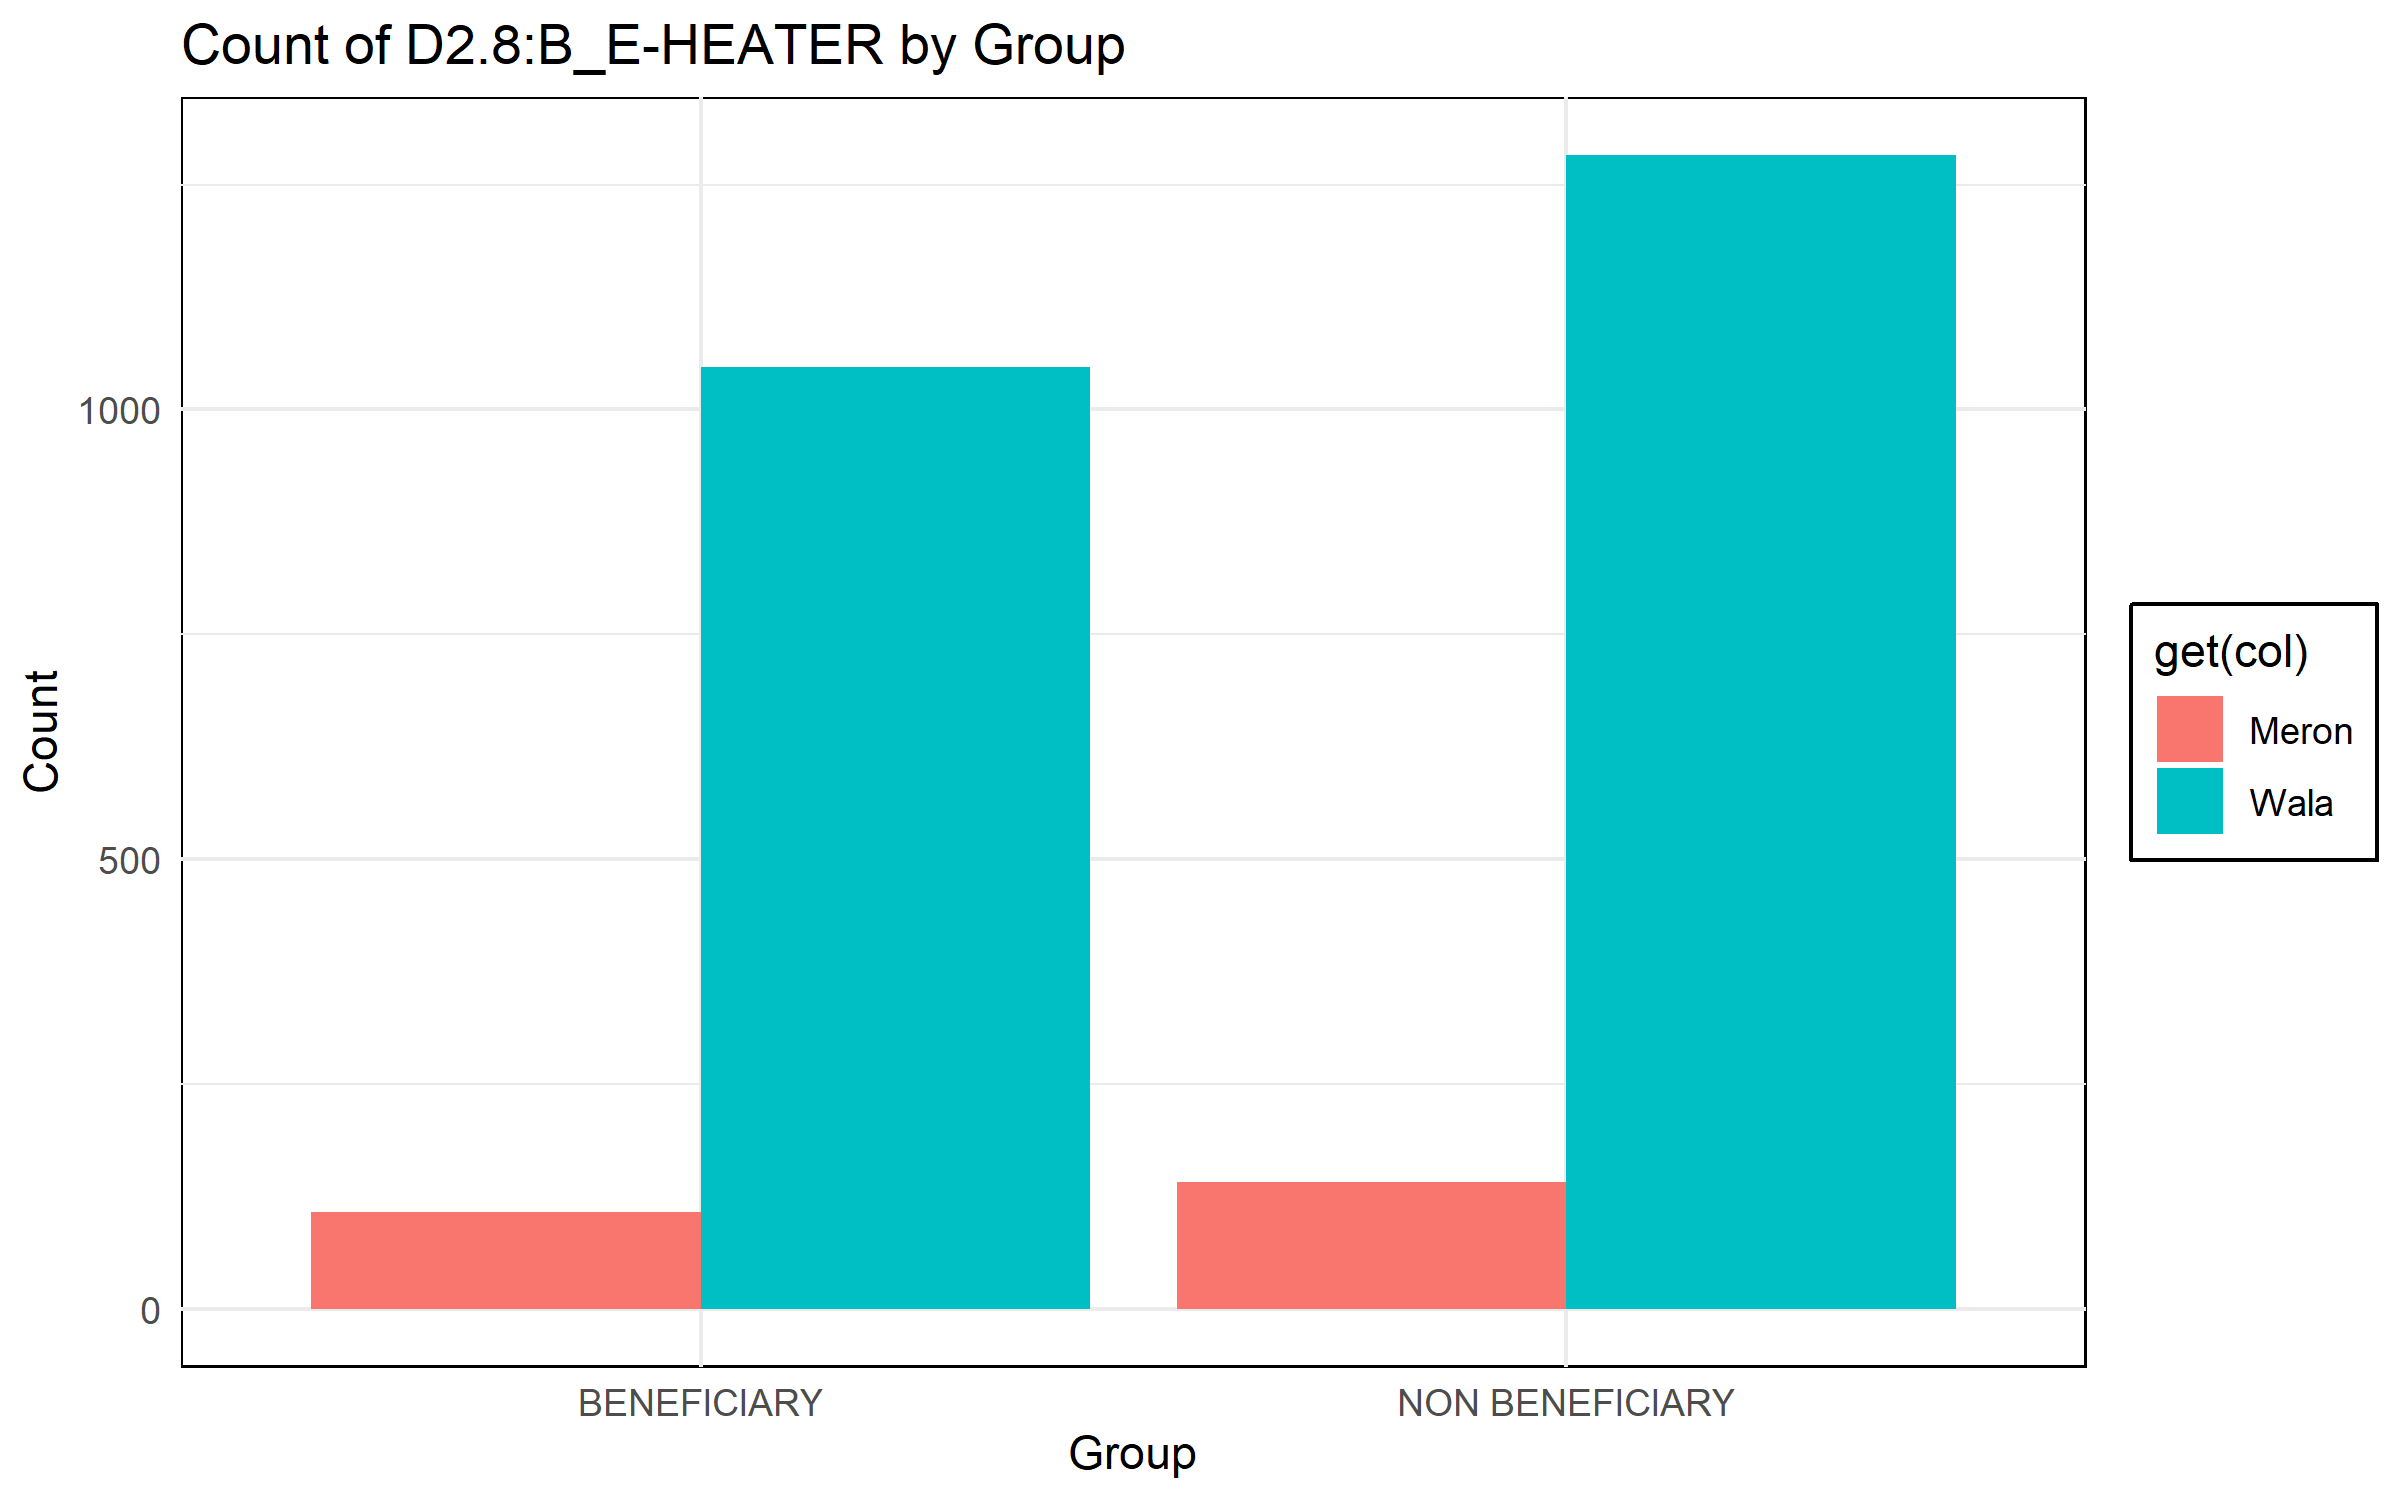 Count of D2.8:B_E-HEATER by Group
Count
1000
500
0
BENEFICIARY
NON BENEFICIARY
Group
get(col)
Meron
Wala